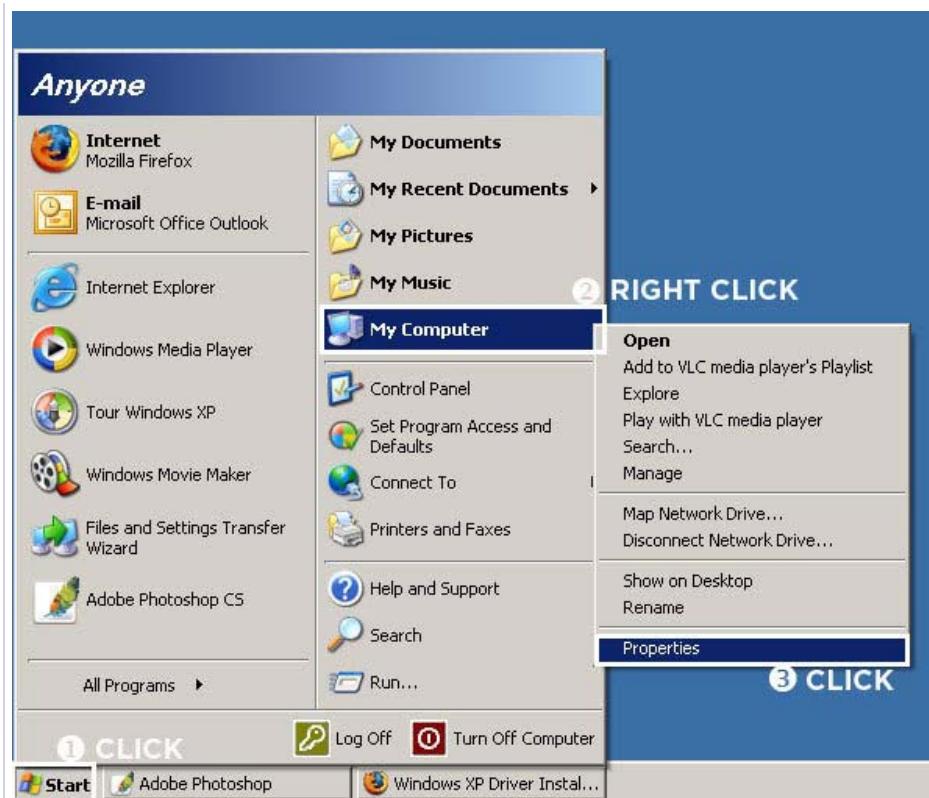 Anyone
Internet
Mozilla Firefox
E-mail
Microsoft Office Outlook
Internet Explorer
Windows Media Player
Tour Windows XP
Windows Movie Maker
Files and Settings Transfer
Wizard
Adobe Photoshop CS
All Programs
My Documents
My Recent Documents
My Pictures
My Music
My Computer
Control Panel
Set Program Access and
Defaults
Connect To
Printers and Faxes
Help and Support
Search
Run...
2 RIGHT CLICK
Open
Add to VLC media player's Playlist
Explore
Play with VLC media player
Search...
Manage
Map Network Drive...
Disconnect Network Drive...
Show on Desktop
Rename
Properties
3 CLICK
Log Off
Turn Off Computer
1 CLICK
Start
Adobe Photoshop
Windows XP Driver Instal...